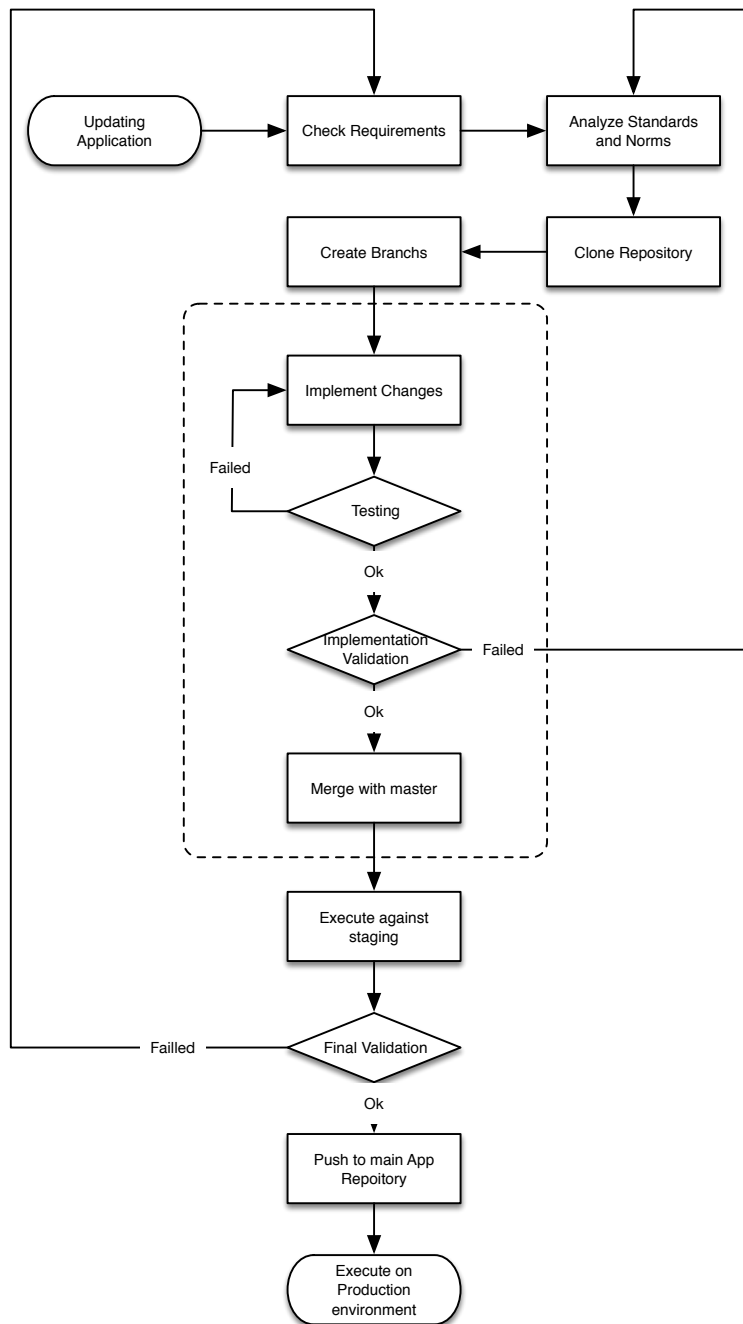 Updating
Application
Check Requirements
Analyze Standards
and Norms
Create Branchs
Clone Repository
Implement Changes
Failed
Testing
Ok
Implementation
Validation
Failed
Ok
Merge with master
Execute against
staging
Failled
Final Validation
Ok
Push to main App
Repoitory
Execute on
Production
environment